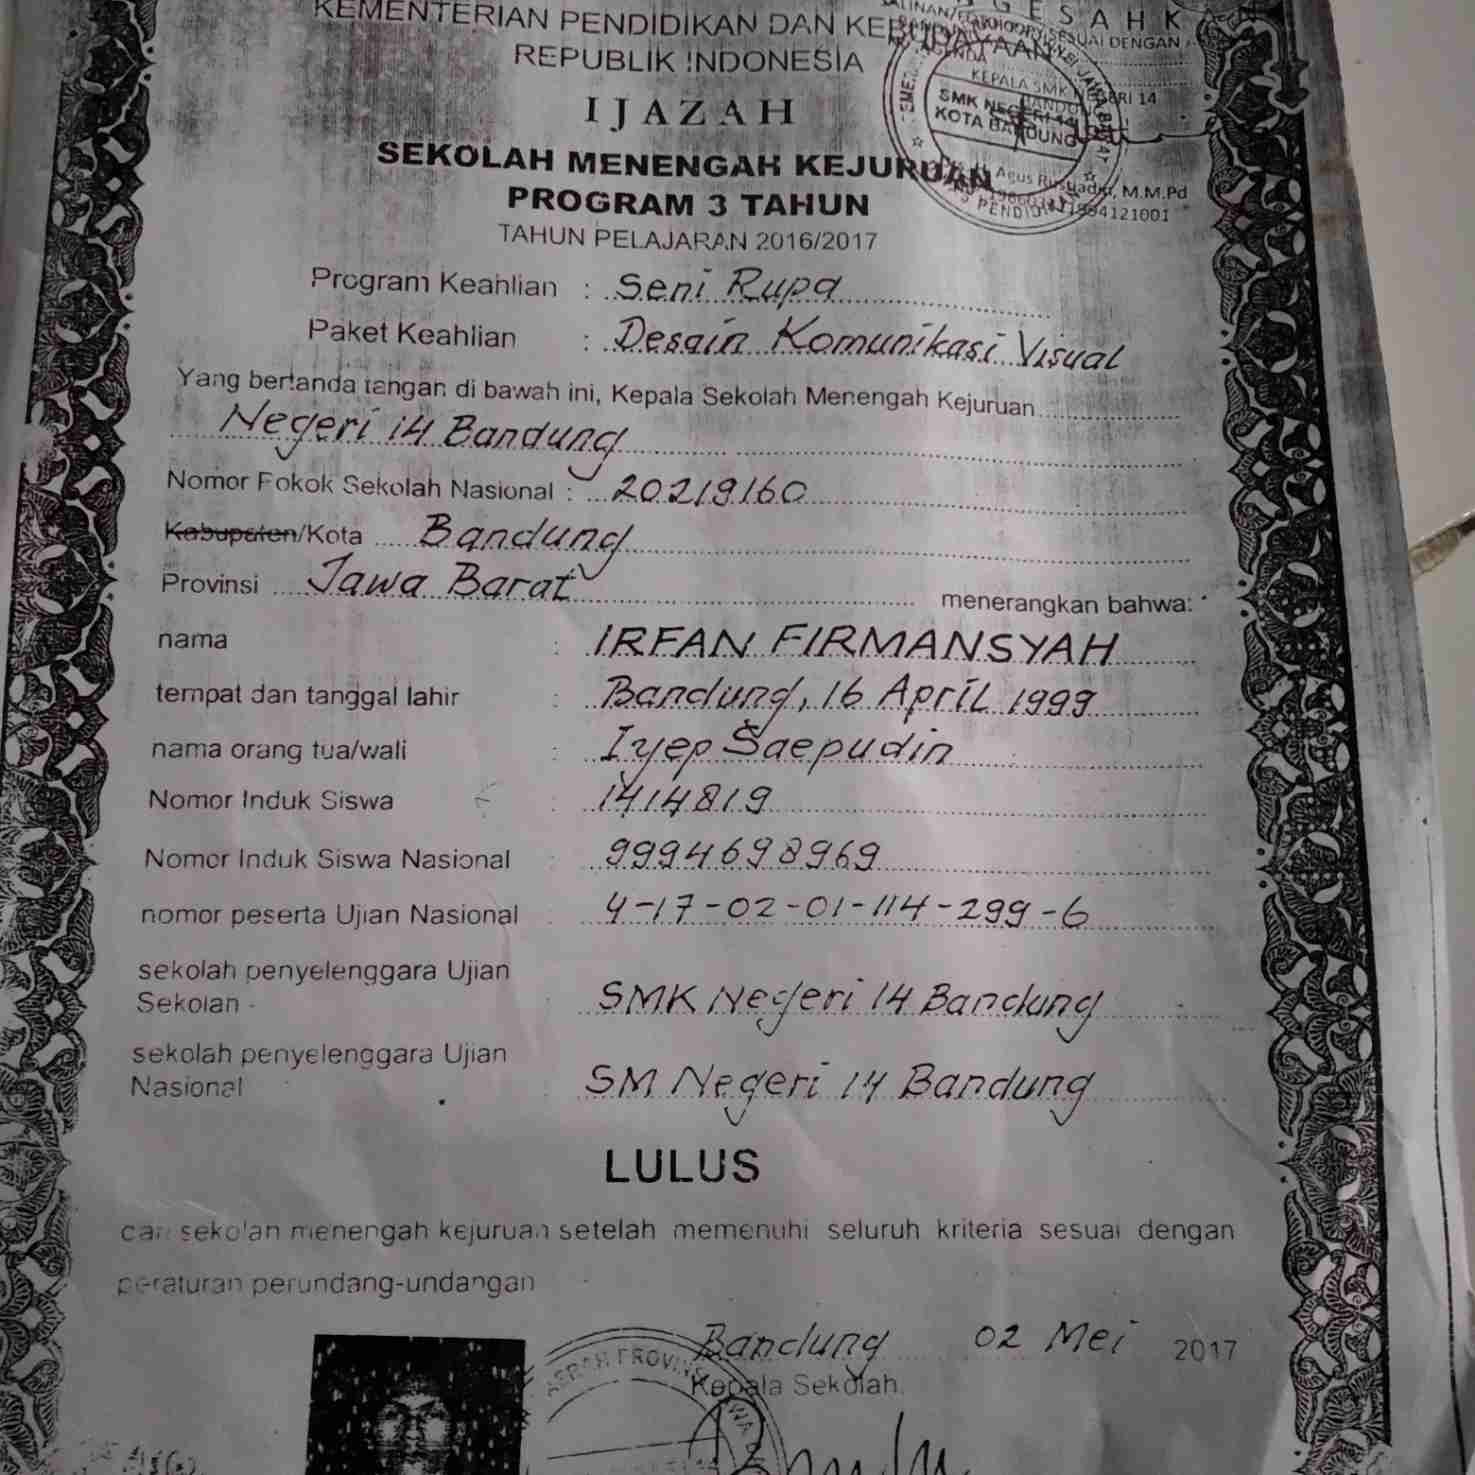 KEMENTERIAN PENDIDIKAN DAN KEBUDAYAAN
REPUBLIK INDONESIA
IJAZAH
SEKOLAH MENENGAH KEJURUAN
PROGRAM 3 TAHUN
TAHUN PELAJARAN 2016/2017
GESAHK
SESUAI DENGAN
KEPALA SMK NEGERI 14
SMK NEGERI 14
KOTA BANDUNG
Agus Rusyadin, M.M.Pd
Program Keahlian : Seni Rupa
Paket Keahlian : Desain Komunikasi Visual
Yang bertanda tangan di bawah ini, Kepala Sekolah Menengah Kejuruan
Negeri 14 Bandung
Nomor Pokok Sekolah Nasional : 20219160
Kabupaten/Kota Bandung
Provinsi Jawa Barat menerangkan bahwa:
nama : IRFAN FIRMANSYAH
tempat dan tanggal lahir : Bandung, 16 April 1999
nama orang tua/wali : Iyep Saepudin
Nomor Induk Siswa : 1414819
Nomor Induk Siswa Nasional : 9994698969
nomor peserta Ujian Nasional : 4-17-02-01-114-299-6
sekolah penyelenggara Ujian
Sekolah : SMK Negeri 14 Bandung
sekolah penyelenggara Ujian
Nasional : SM Negeri 14 Bandung
LULUS
dari sekolah menengah kejuruan setelah memenuhi seluruh kriteria sesuai dengan
peraturan perundang-undangan
Bandung 02 Mei 2017
Kepala Sekolah,